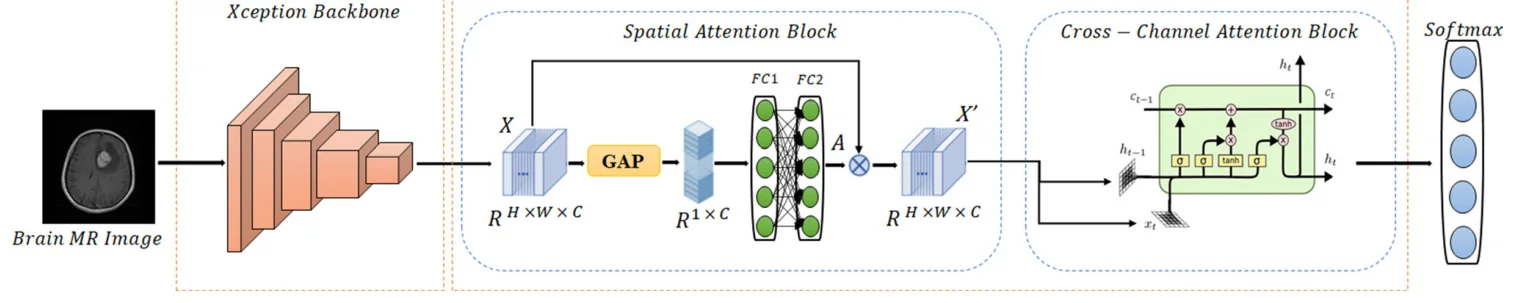 Xception Backbone
Spatial Attention Block
Cross − Channel Attention Block
Softmax
Brain MR Image
X
R^{H×W×C}
GAP
R^{1×C}
FC1
FC2
A
X′
R^{H×W×C}
h_{t−1}
x_t
c_{t−1}
x
+
tanh
x
x
σ
σ
tanh
σ
h_t
c_t
h_t